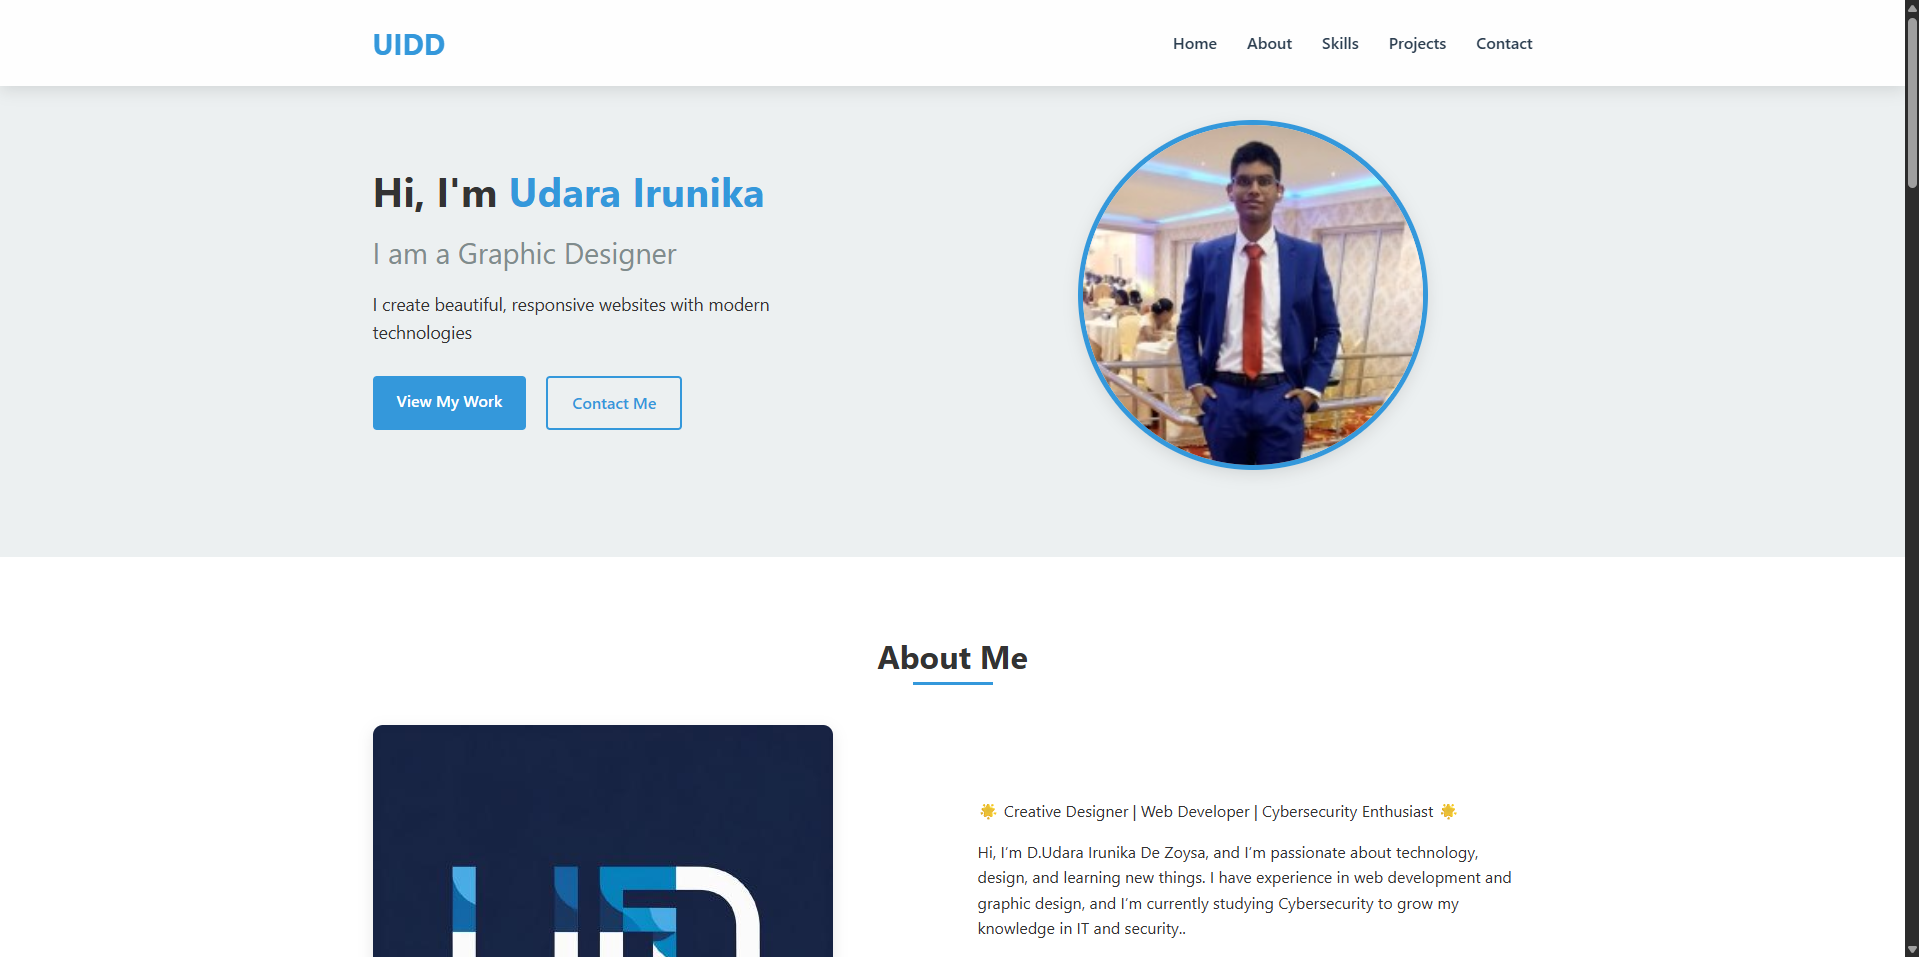 UIDD
Home About Skills Projects Contact
Hi, I'm Udara Irunika
I am a Graphic Designer
I create beautiful, responsive websites with modern
technologies
View My Work
Contact Me
About Me
🌟 Creative Designer | Web Developer | Cybersecurity Enthusiast 🌟
Hi, I’m D.Udara Irunika De Zoysa, and I’m passionate about technology,
design, and learning new things. I have experience in web development and
graphic design, and I’m currently studying Cybersecurity to grow my
knowledge in IT and security..